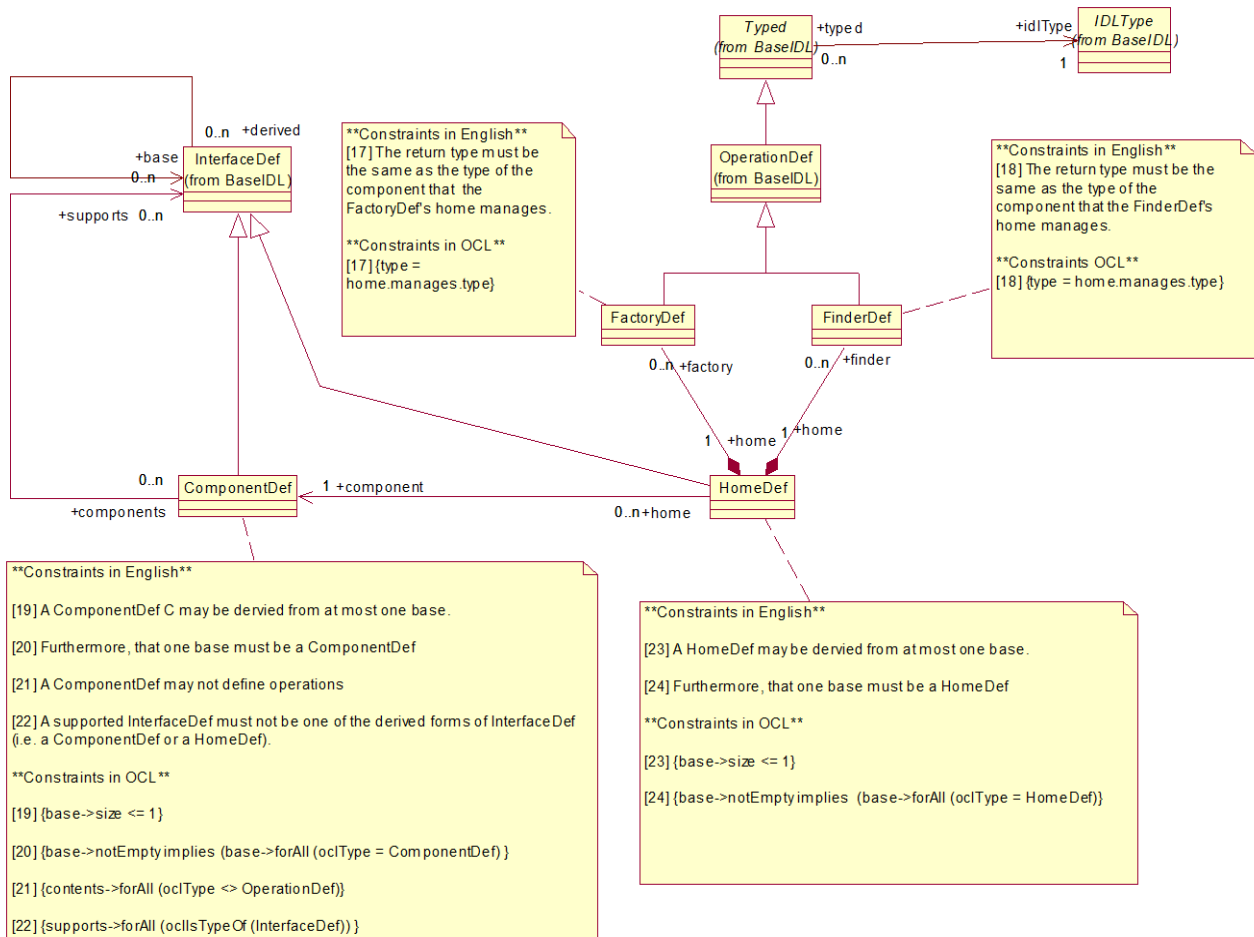 Typed
(from BaseIDL)
+typed
0..n
+idlType
1
IDLType
(from BaseIDL)
0..n +derived
+base
0..n
InterfaceDef
(from BaseIDL)
+supports 0..n
**Constraints in English**
[17] The return type must be
the same as the type of the
component that the
FactoryDef's home manages.
**Constraints in OCL**
[17] {type =
home.manages.type}
OperationDef
(from BaseIDL)
**Constraints in English**
[18] The return type must be the
same as the type of the
component that the FinderDef's
home manages.
**Constraints OCL**
[18] {type = home.manages.type}
FactoryDef
FinderDef
0..n +factory
0..n +finder
1 +home
1 +home
0..n
ComponentDef
+components
1 +component
0..n +home
HomeDef
**Constraints in English**
[19] A ComponentDef C may be dervied from at most one base.
[20] Furthermore, that one base must be a ComponentDef
[21] A ComponentDef may not define operations
[22] A supported InterfaceDef must not be one of the derived forms of InterfaceDef
(i.e. a ComponentDef or a HomeDef).
**Constraints in OCL**
[19] {base->size <= 1}
[20] {base->notEmpty implies (base->forAll (oclType = ComponentDef) }
[21] {contents->forAll (oclType <> OperationDef)}
[22] {supports->forAll (oclIsTypeOf (InterfaceDef)) }
**Constraints in English**
[23] A HomeDef may be dervied from at most one base.
[24] Furthermore, that one base must be a HomeDef
**Constraints in OCL**
[23] {base->size <= 1}
[24] {base->notEmpty implies (base->forAll (oclType = HomeDef)}